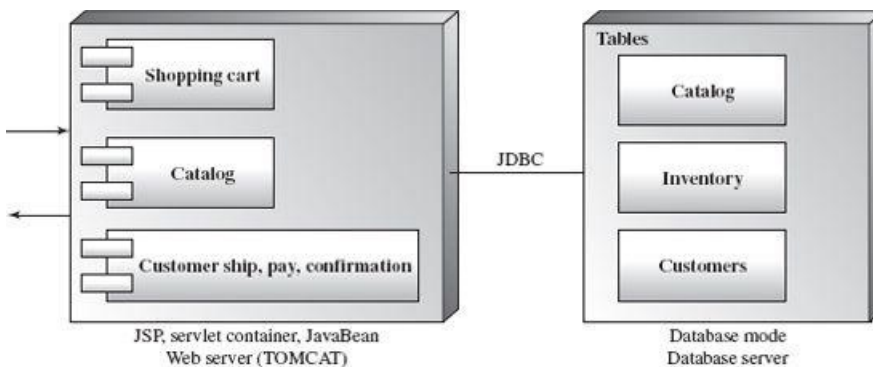 Shopping cart
Catalog
Customer ship, pay, confirmation
JSP, servlet container, JavaBean
Web server (TOMCAT)
JDBC
Tables
Catalog
Inventory
Customers
Database mode
Database server